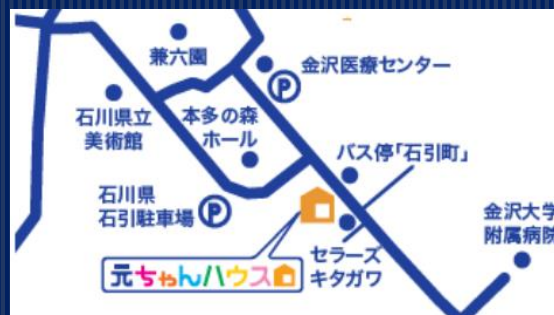 兼六園
金沢医療センター
P
石川県立
美術館
本多の森
ホール
バス停「石引町」
石川県
石引駐車場
P
金沢大学
附属病院
セラーズ
キタガワ
元ちゃんハウス